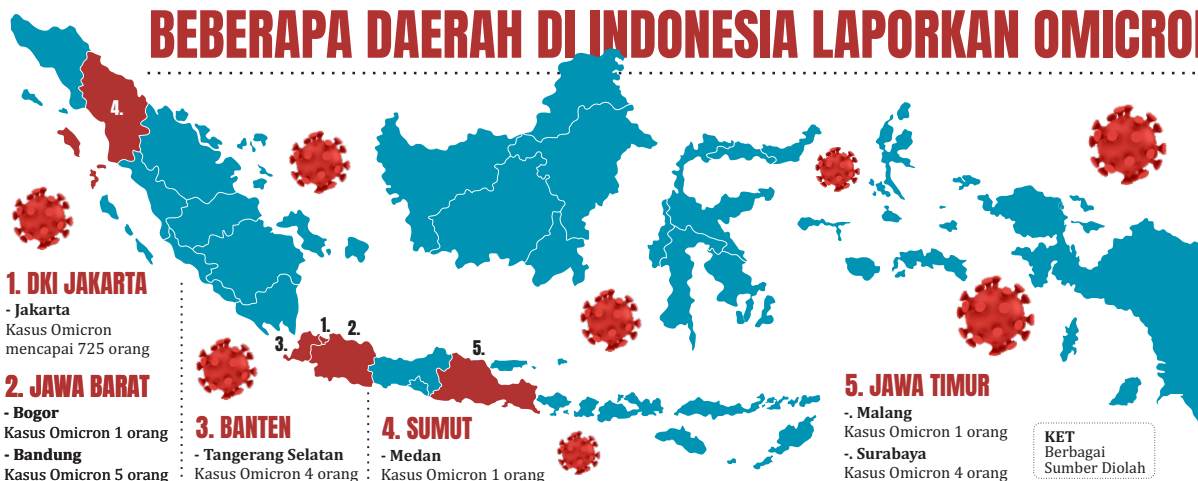 BEBERAPA DAERAH DI INDONESIA LAPORKAN OMICRON
4.
1.
2.
3.
5.
1. DKI JAKARTA
- Jakarta
Kasus Omicron
mencapai 725 orang
2. JAWA BARAT
- Bogor
Kasus Omicron 1 orang
- Bandung
Kasus Omicron 5 orang
3. BANTEN
- Tangerang Selatan
Kasus Omicron 4 orang
4. SUMUT
- Medan
Kasus Omicron 1 orang
5. JAWA TIMUR
-. Malang
Kasus Omicron 1 orang
-. Surabaya
Kasus Omicron 4 orang
KET
Berbagai
Sumber Diolah